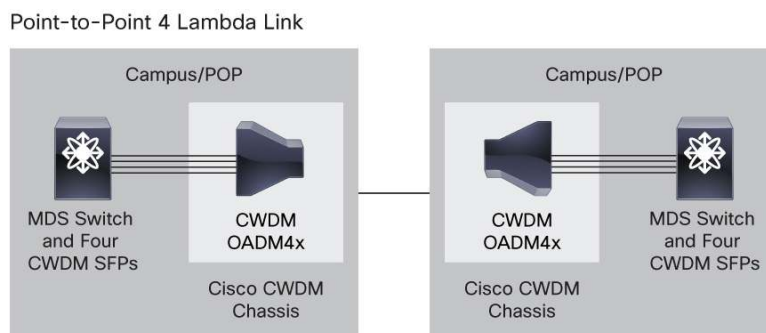 Point-to-Point 4 Lambda Link
Campus/POP
MDS Switch
and Four
CWDM SFPs
CWDM
OADM4x
Cisco CWDM
Chassis
Campus/POP
CWDM
OADM4x
Cisco CWDM
Chassis
MDS Switch
and Four
CWDM SFPs